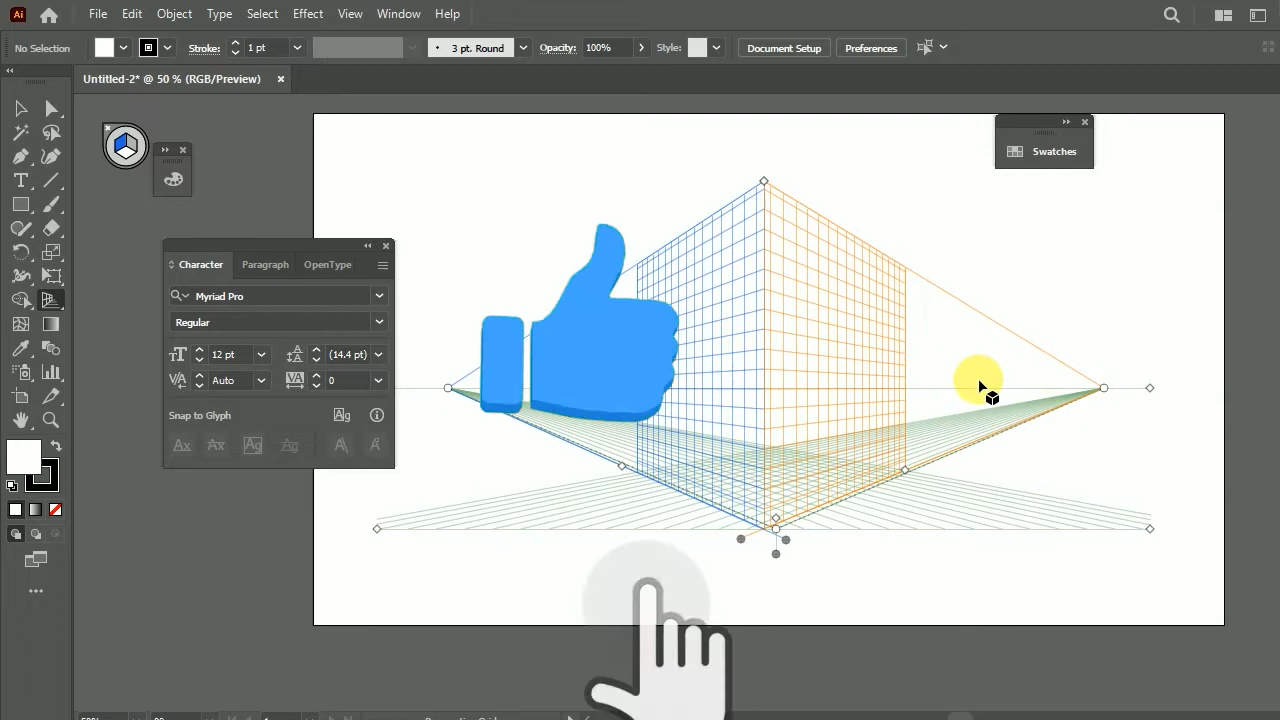 Ai File Edit Object Type Select Effect View Window Help
No Selection Stroke: 1 pt 3 pt. Round Opacity: 100% Style: Document Setup Preferences
Untitled-2* @ 50 % (RGB/Preview)
Swatches
Character Paragraph OpenType
Myriad Pro
Regular
12 pt (14.4 pt)
Auto 0
Snap to Glyph